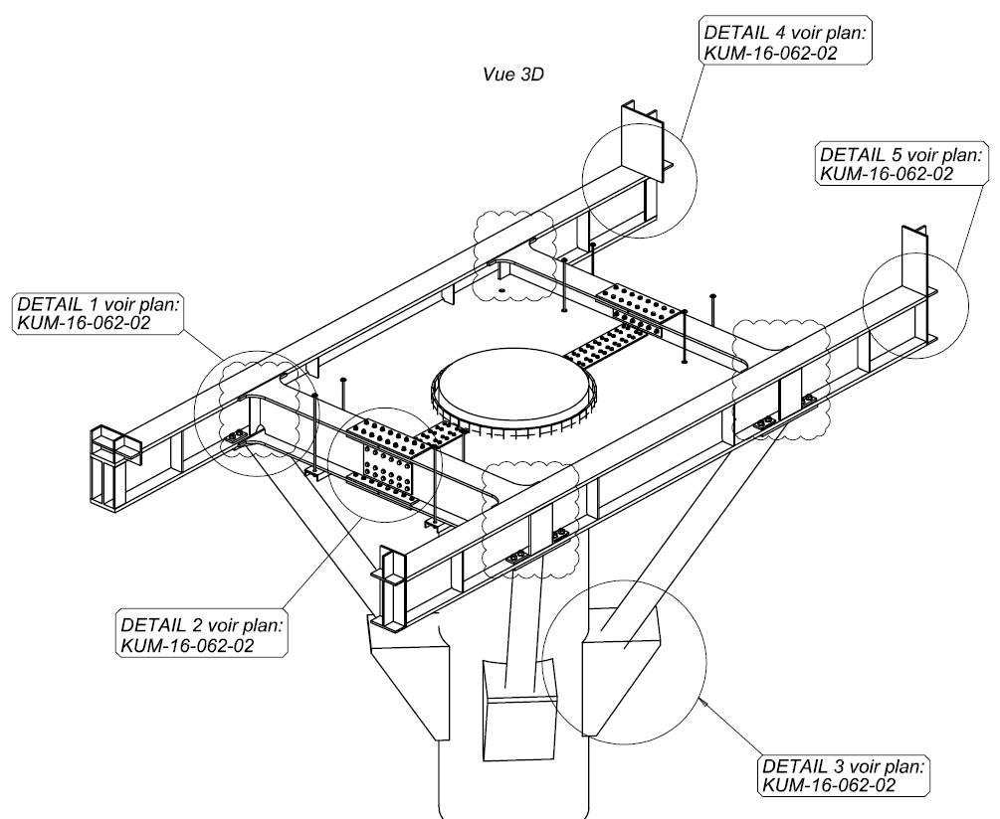 DETAIL 4 voir plan:
KUM-16-062-02
Vue 3D
DETAIL 5 voir plan:
KUM-16-062-02
DETAIL 1 voir plan:
KUM-16-062-02
DETAIL 2 voir plan:
KUM-16-062-02
DETAIL 3 voir plan:
KUM-16-062-02